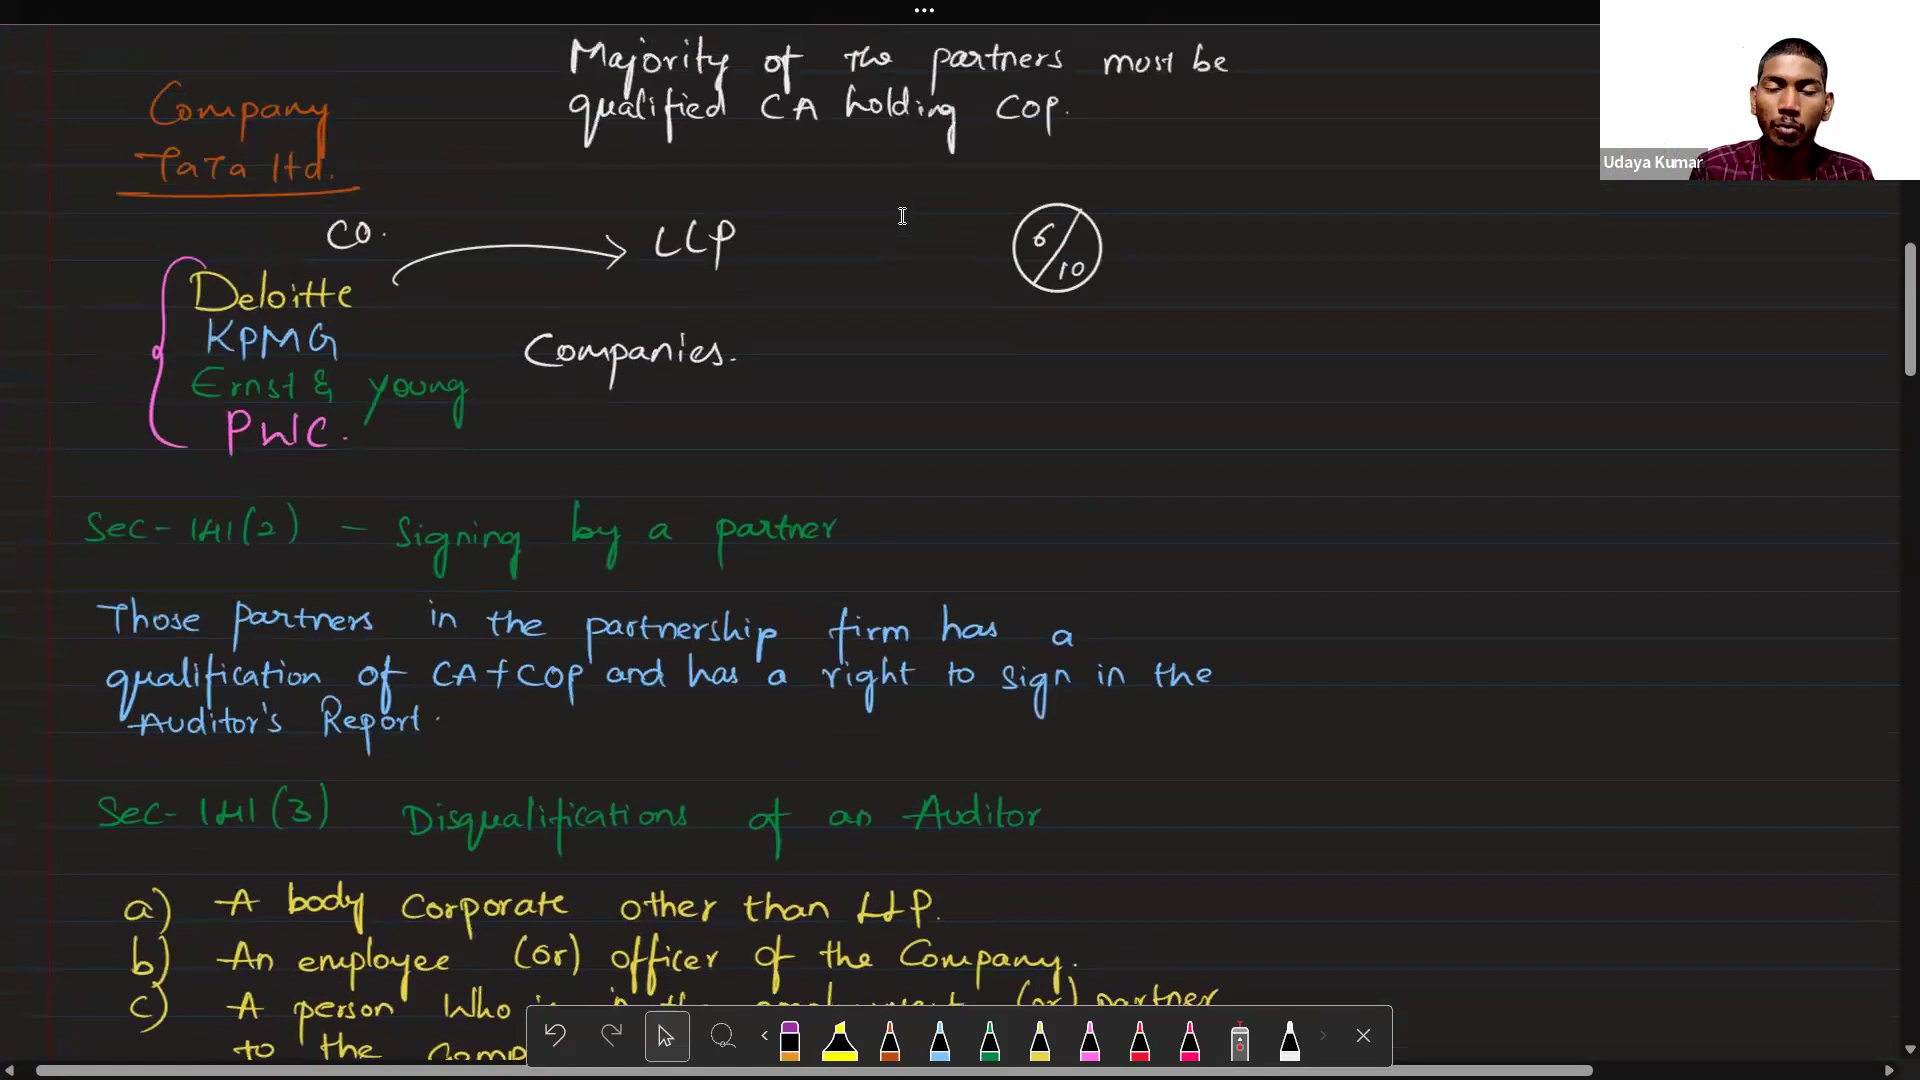 Majority of the partners must be
qualified CA holding COP.
Udaya Kumar
Company
TaTa ltd.
CO.
LLP
6/10
Deloitte
KPMG
Companies.
Ernst & young
PWC.
Sec-141(2) - Signing by a partner
Those partners in the partnership firm has a
qualification of CA+COP and has a right to sign in the
Auditor's Report.
Sec-141(3) Disqualifications of an Auditor
a) A body Corporate other than LLP.
b) An employee (or) officer of the Company.
c) A person Who (or) partner
to the